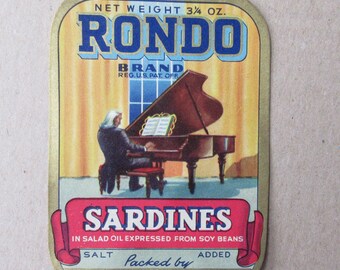 NET WEIGHT 3¼ OZ.
RONDO
BRAND
REG. U.S. PAT. OFF.
SARDINES
IN SALAD OIL EXPRESSED FROM SOY BEANS
SALT ADDED
Packed by